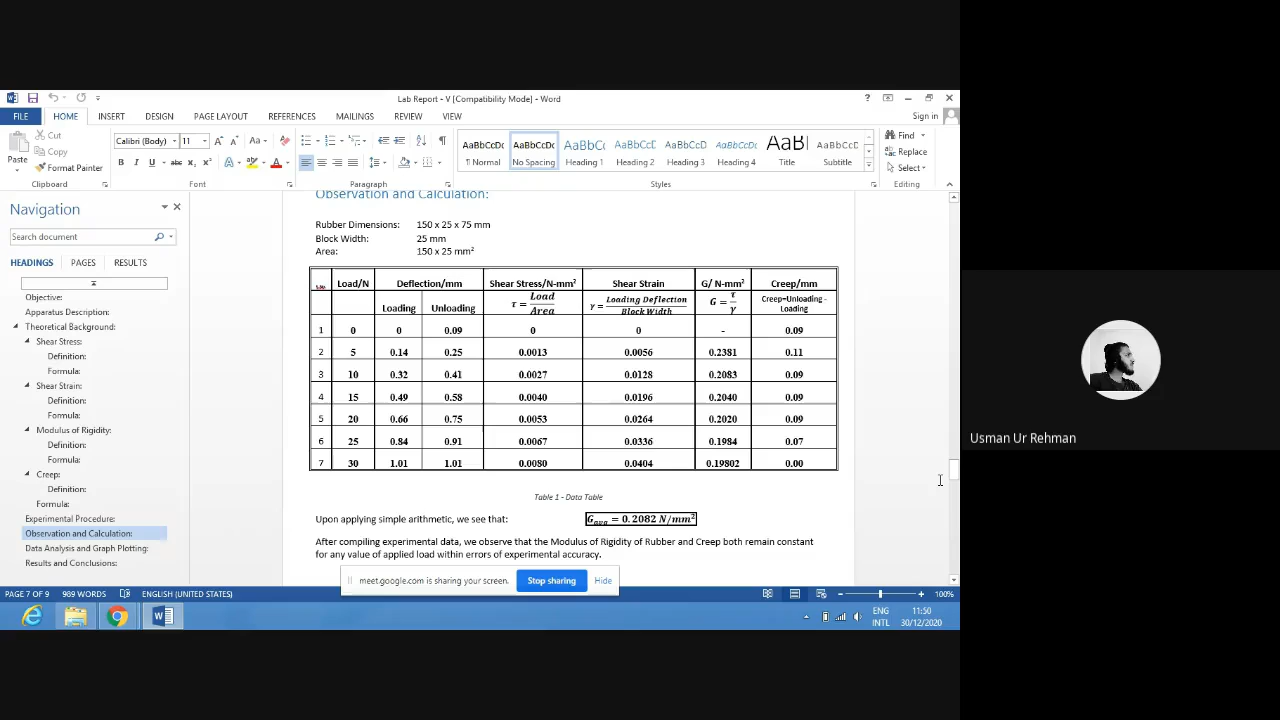 Lab Report - V [Compatibility Mode] - Word
Sign in
FILE HOME INSERT DESIGN PAGE LAYOUT REFERENCES MAILINGS REVIEW VIEW
Paste
Cut
Copy
Format Painter
Calibri (Body) 11
AaBbCcDc AaBbCcDc AaBbCc AaBbCcD AaBbCcD AaBbCcD AaBl AaBbCcD
¶ Normal No Spacing Heading 1 Heading 2 Heading 3 Heading 4 Title Subtitle
Find
Replace
Select
Clipboard Font Paragraph Styles Editing
Navigation
Search document
HEADINGS PAGES RESULTS
Objective:
Apparatus Description:
Theoretical Background:
Shear Stress:
Definition:
Formula:
Shear Strain:
Definition:
Formula:
Modulus of Rigidity:
Definition:
Formula:
Creep:
Definition:
Formula:
Experimental Procedure:
Observation and Calculation:
Data Analysis and Graph Plotting:
Results and Conclusions:
Observation and Calculation:
Rubber Dimensions: 150 x 25 x 75 mm
Block Width: 25 mm
Area: 150 x 25 mm²
Load/N Deflection/mm Shear Stress/N-mm² Shear Strain G/ N-mm² Creep/mm
Loading Unloading τ = Load/Area γ = Loading Deflection/Block Width G = τ/γ Creep=Unloading - Loading
1 0 0 0.09 0 0 - 0.09
2 5 0.14 0.25 0.0013 0.0056 0.2381 0.11
3 10 0.32 0.41 0.0027 0.0128 0.2083 0.09
4 15 0.49 0.58 0.0040 0.0196 0.2040 0.09
5 20 0.66 0.75 0.0053 0.0264 0.2020 0.09
6 25 0.84 0.91 0.0067 0.0336 0.1984 0.07
7 30 1.01 1.01 0.0080 0.0404 0.19802 0.00
Table 1 - Data Table
Upon applying simple arithmetic, we see that: G_avg = 0.2082 N/mm²
After compiling experimental data, we observe that the Modulus of Rigidity of Rubber and Creep both remain constant
for any value of applied load within errors of experimental accuracy.
meet.google.com is sharing your screen. Stop sharing Hide
PAGE 7 OF 9 989 WORDS ENGLISH (UNITED STATES) 100%
ENG
INTL
11:50
30/12/2020
Usman Ur Rehman